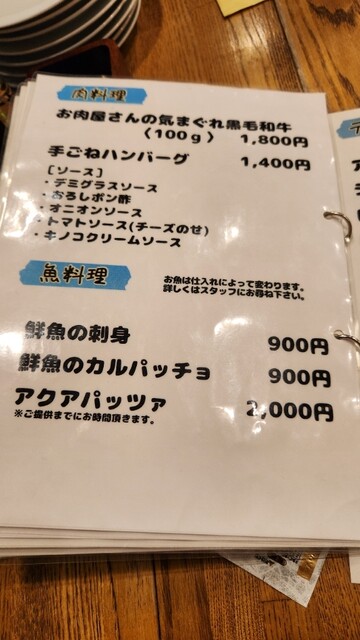 肉料理
お肉屋さんの気まぐれ黒毛和牛
（100ｇ） 1,800円
手ごねハンバーグ 1,400円
［ソース］
・デミグラスソース
・おろしポン酢
・オニオンソース
・トマトソース(チーズのせ)
・キノコクリームソース
魚料理
お魚は仕入れによって変わります。
詳しくはスタッフにお尋ね下さい。
鮮魚の刺身 900円
鮮魚のカルパッチョ 900円
アクアパッツァ 2,000円
※ご提供までにお時間頂きます。